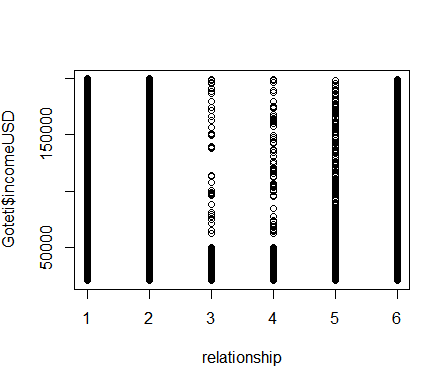 Goteti$incomeUSD
150000
50000
1 2 3 4 5 6
relationship